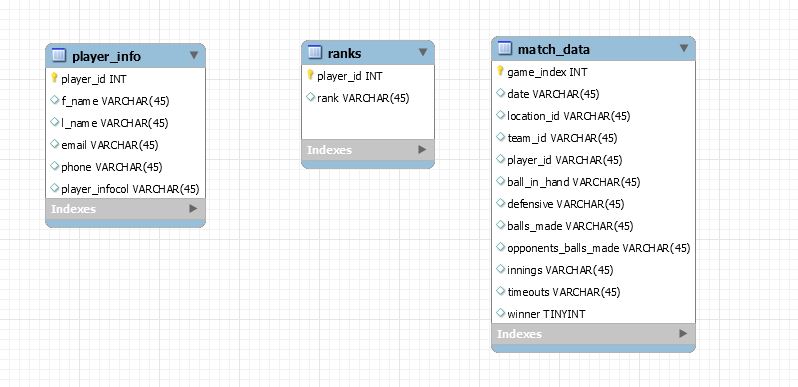 player_info
player_id INT
f_name VARCHAR(45)
l_name VARCHAR(45)
email VARCHAR(45)
phone VARCHAR(45)
player_infocol VARCHAR(45)
Indexes
ranks
player_id INT
rank VARCHAR(45)
Indexes
match_data
game_index INT
date VARCHAR(45)
location_id VARCHAR(45)
team_id VARCHAR(45)
player_id VARCHAR(45)
ball_in_hand VARCHAR(45)
defensive VARCHAR(45)
balls_made VARCHAR(45)
opponents_balls_made VARCHAR(45)
innings VARCHAR(45)
timeouts VARCHAR(45)
winner TINYINT
Indexes